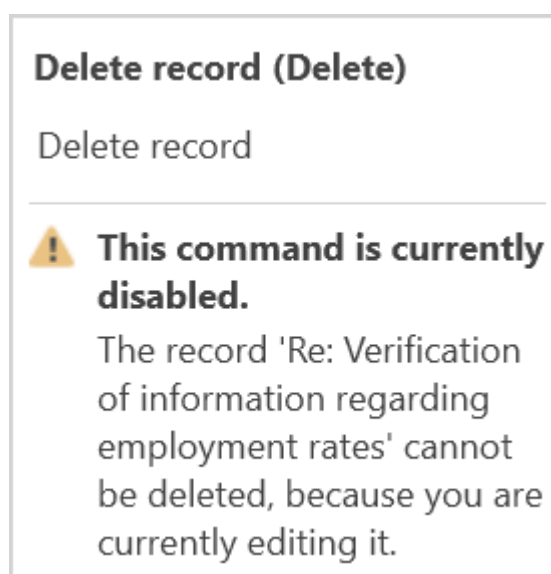 Delete record (Delete)
Delete record
This command is currently
disabled.
The record 'Re: Verification
of information regarding
employment rates' cannot
be deleted, because you are
currently editing it.